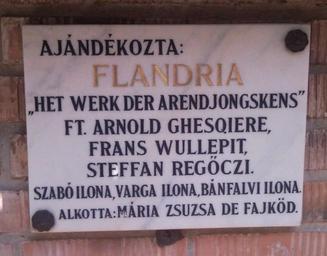 AJÁNDÉKOZTA:
FLANDRIA
„HET WERK DER ARENDJONGSKENS”
FT. ARNOLD GHESQIERE,
FRANS WULLEPIT,
STEFFAN REGŐCZI.
SZABÓ ILONA, VARGA ILONA, BÁNFALVI ILONA.
ALKOTTA: MÁRIA ZSUZSA DE FAJKÖD.